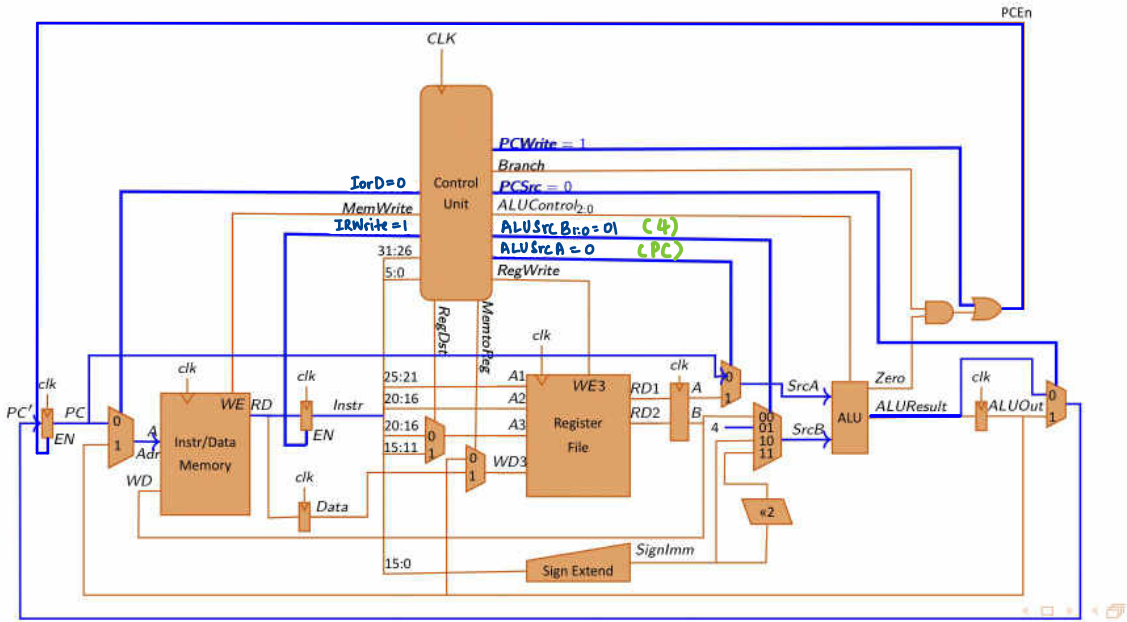 PCEn
CLK
PCWrite = 1
Branch
IorD=0
Control
Unit
PCSrc = 0
MemWrite
ALUControl2:0
IRWrite=1
ALUSrcB1:0=01 (4)
31:26
ALUSrcA=0 (PC)
5:0
RegWrite
RegDst
MemtoReg
clk
clk
clk
clk
clk
clk
PC′
PC
EN
0
1
A
Adr
WD
WE
RD
Instr/Data
Memory
Instr
EN
clk
Data
25:21
20:16
20:16
15:11
0
1
0
1
A1
A2
A3
WD3
WE3
Register
File
RD1
RD2
A
B
4
0
1
00
01
10
11
SrcA
SrcB
ALU
Zero
ALUResult
ALUOut
0
1
«2
15:0
Sign Extend
SignImm